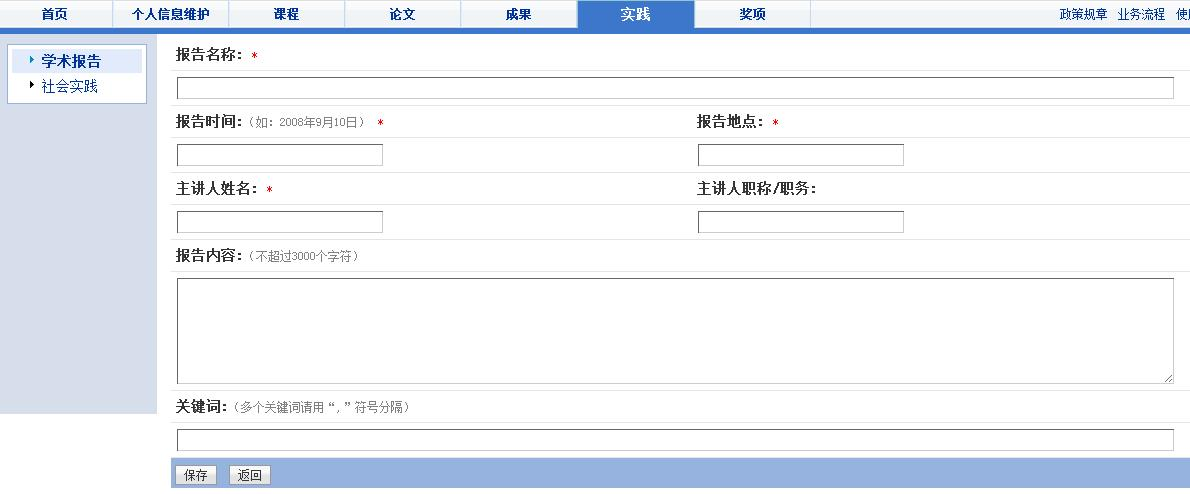 首页 个人信息维护 课程 论文 成果 实践 奖项 政策规章 业务流程
学术报告
社会实践
报告名称：*
报告时间：（如：2008年9月10日） * 报告地点：*
主讲人姓名：* 主讲人职称/职务：
报告内容：（不超过3000个字符）
关键词：（多个关键词请用“，”符号分隔）
保存 返回